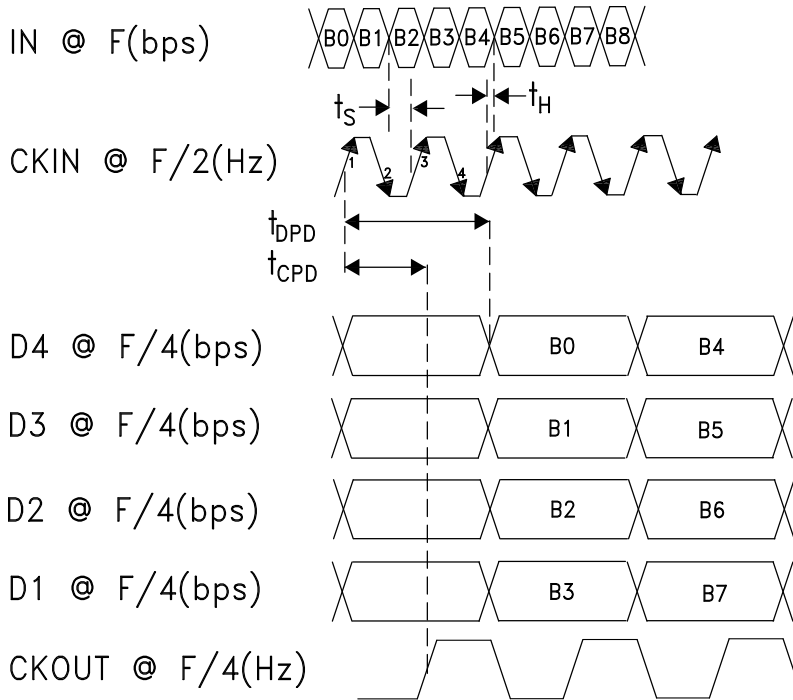 IN @ F(bps)
B0 B1 B2 B3 B4 B5 B6 B7 B8
tS
tH
CKIN @ F/2(Hz)
1 2 3 4
tDPD
tCPD
D4 @ F/4(bps)
B0 B4
D3 @ F/4(bps)
B1 B5
D2 @ F/4(bps)
B2 B6
D1 @ F/4(bps)
B3 B7
CKOUT @ F/4(Hz)